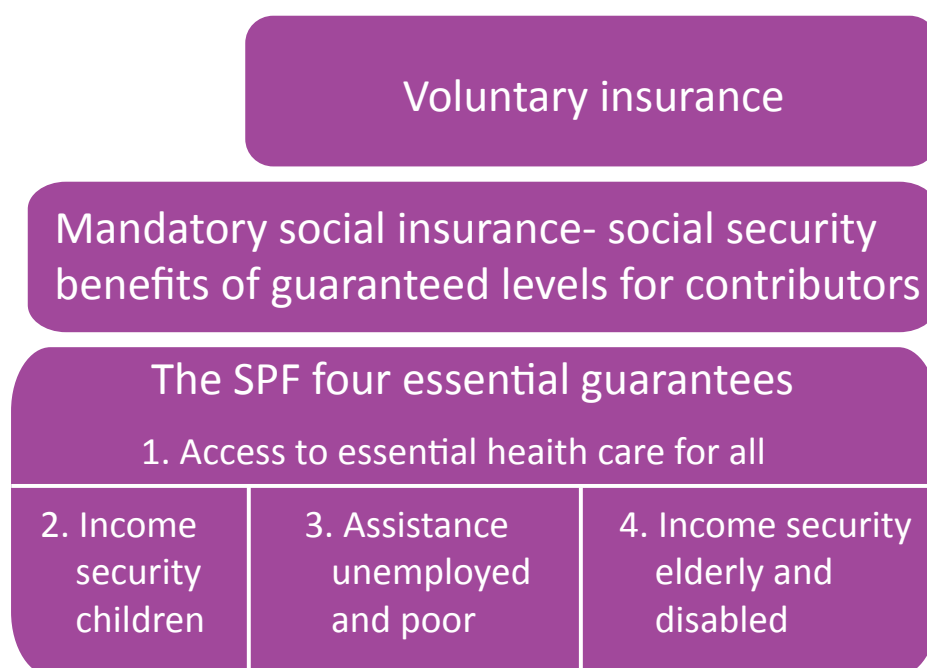 Voluntary insurance
Mandatory social insurance- social security
benefits of guaranteed levels for contributors
The SPF four essential guarantees
1. Access to essential heaith care for all
2. Income
security
children
3. Assistance
unemployed
and poor
4. Income security
elderly and
disabled